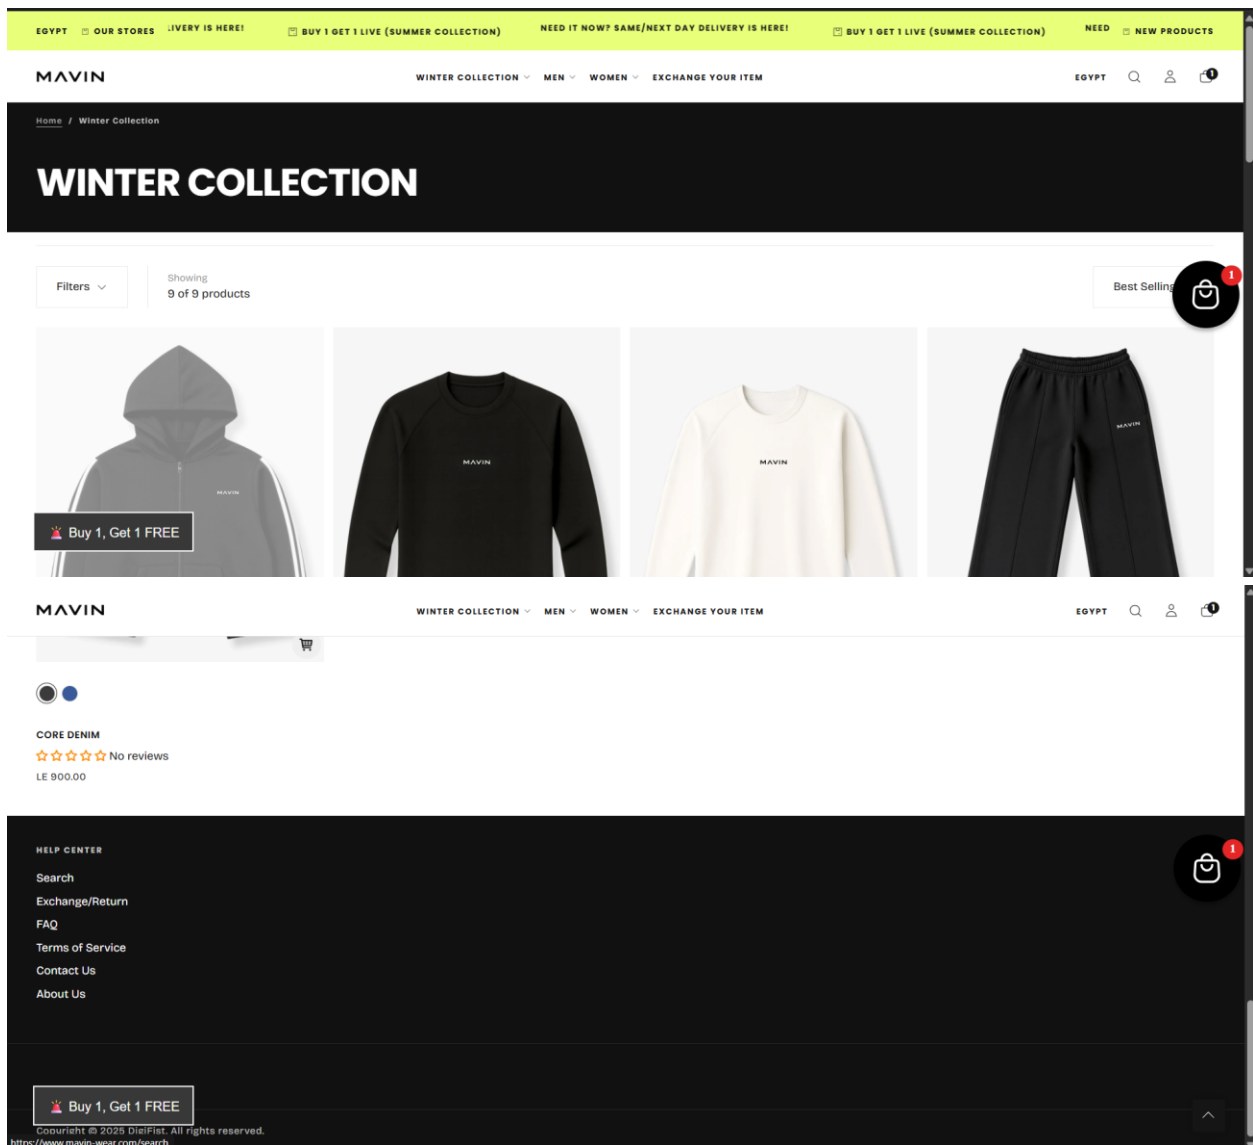 EGYPT OUR STORES LIVERY IS HERE! BUY 1 GET 1 LIVE (SUMMER COLLECTION) NEED IT NOW? SAME/NEXT DAY DELIVERY IS HERE! BUY 1 GET 1 LIVE (SUMMER COLLECTION) NEED NEW PRODUCTS
MAVIN WINTER COLLECTION MEN WOMEN EXCHANGE YOUR ITEM EGYPT 1
Home / Winter Collection
WINTER COLLECTION
Filters
Showing
9 of 9 products
Best Selling
1
MAVIN
MAVIN
MAVIN
MAVIN
🚨 Buy 1, Get 1 FREE
MAVIN WINTER COLLECTION MEN WOMEN EXCHANGE YOUR ITEM EGYPT 1
CORE DENIM
No reviews
LE 900.00
HELP CENTER
1
Search
Exchange/Return
FAQ
Terms of Service
Contact Us
About Us
🚨 Buy 1, Get 1 FREE
Copyright © 2025 DigiFist. All rights reserved.
https://www.mavin-wear.com/search